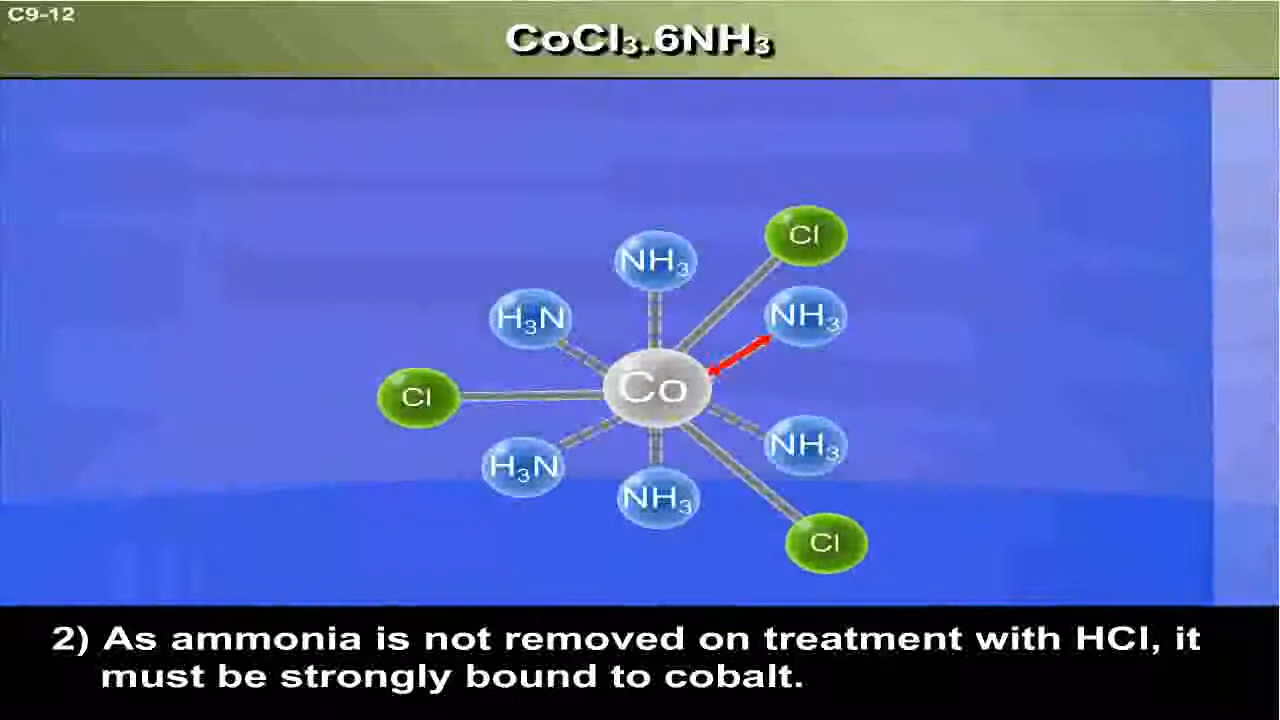 C9-12
CoCl₃.6NH₃
Cl
NH₃
H₃N
NH₃
Co
Cl
NH₃
H₃N
NH₃
Cl
2) As ammonia is not removed on treatment with HCl, it
must be strongly bound to cobalt.